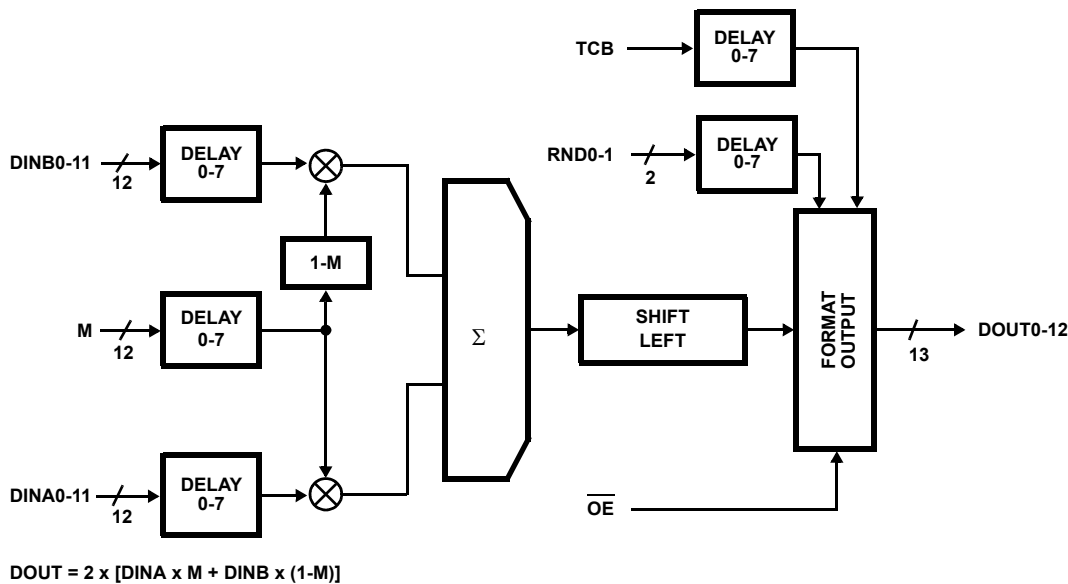 TCB
DELAY
0-7
DINB0-11
12
DELAY
0-7
RND0-1
2
DELAY
0-7
1-M
M
12
DELAY
0-7
Σ
SHIFT
LEFT
FORMAT
OUTPUT
13
DOUT0-12
DINA0-11
12
DELAY
0-7
OE
DOUT = 2 x [DINA x M + DINB x (1-M)]